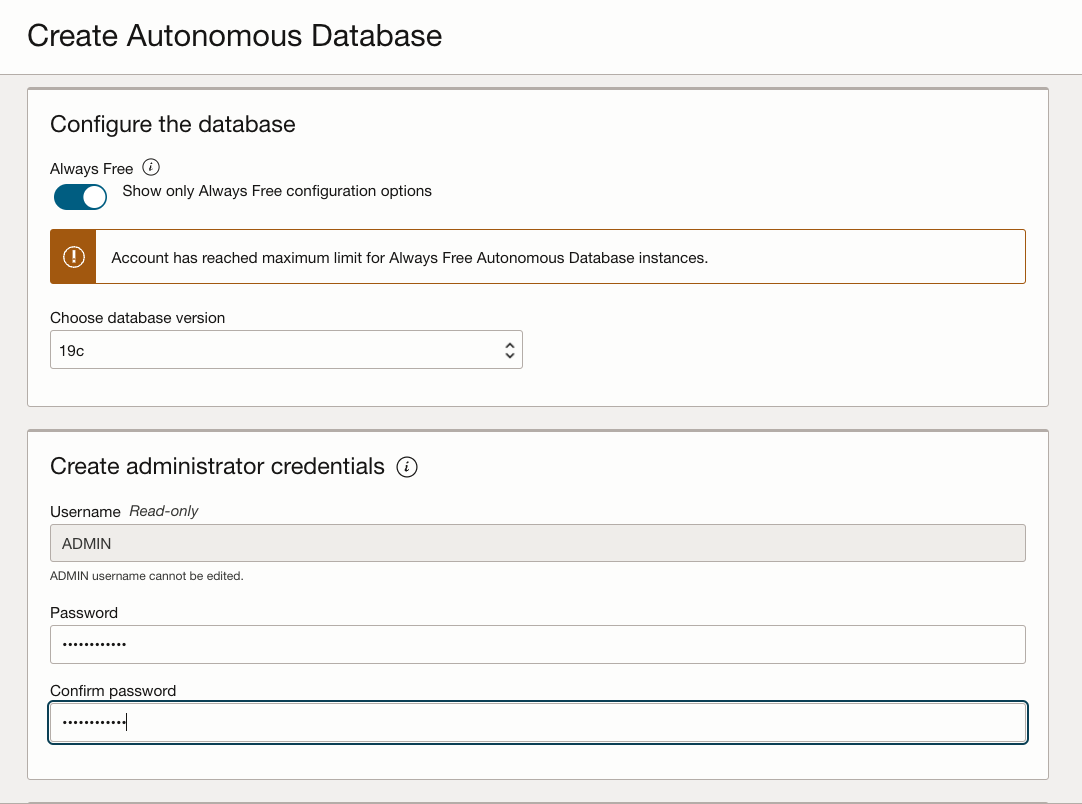 Create Autonomous Database
Configure the database
Always Free
Show only Always Free configuration options
Account has reached maximum limit for Always Free Autonomous Database instances.
Choose database version
19c
Create administrator credentials
Username Read-only
ADMIN
ADMIN username cannot be edited.
Password
••••••••••••
Confirm password
••••••••••••